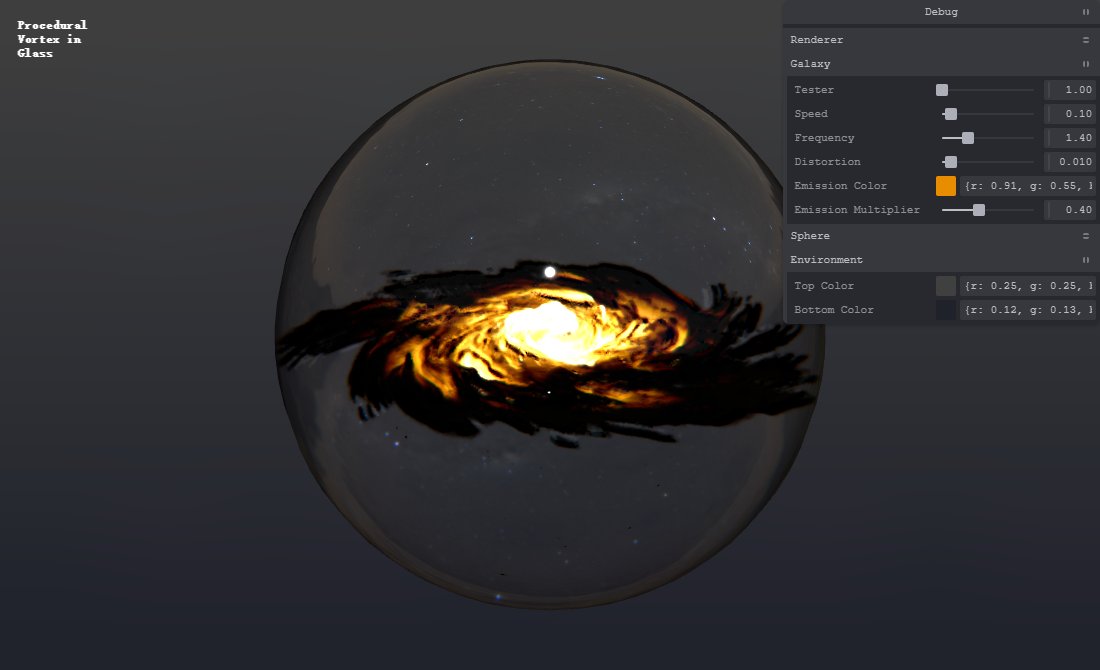 Procedural
Vortex in
Glass
Debug
Renderer
Galaxy
Tester 1.00
Speed 0.10
Frequency 1.40
Distortion 0.010
Emission Color {r: 0.91, g: 0.55,
Emission Multiplier 0.40
Sphere
Environment
Top Color {r: 0.25, g: 0.25,
Bottom Color {r: 0.12, g: 0.13,